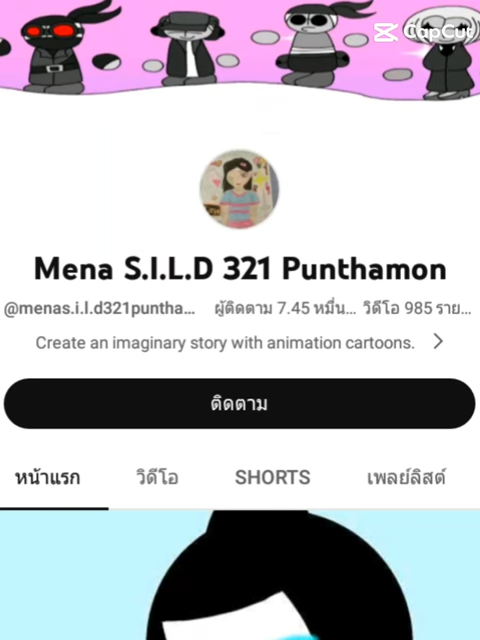 CapCut
Mena S.I.L.D 321 Punthamon
@menas.i.l.d321puntha... ผู้ติดตาม 7.45 หมื่น... วิดีโอ 985 ราย...
Create an imaginary story with animation cartoons.
ติดตาม
หน้าแรก วิดีโอ SHORTS เพลย์ลิสต์